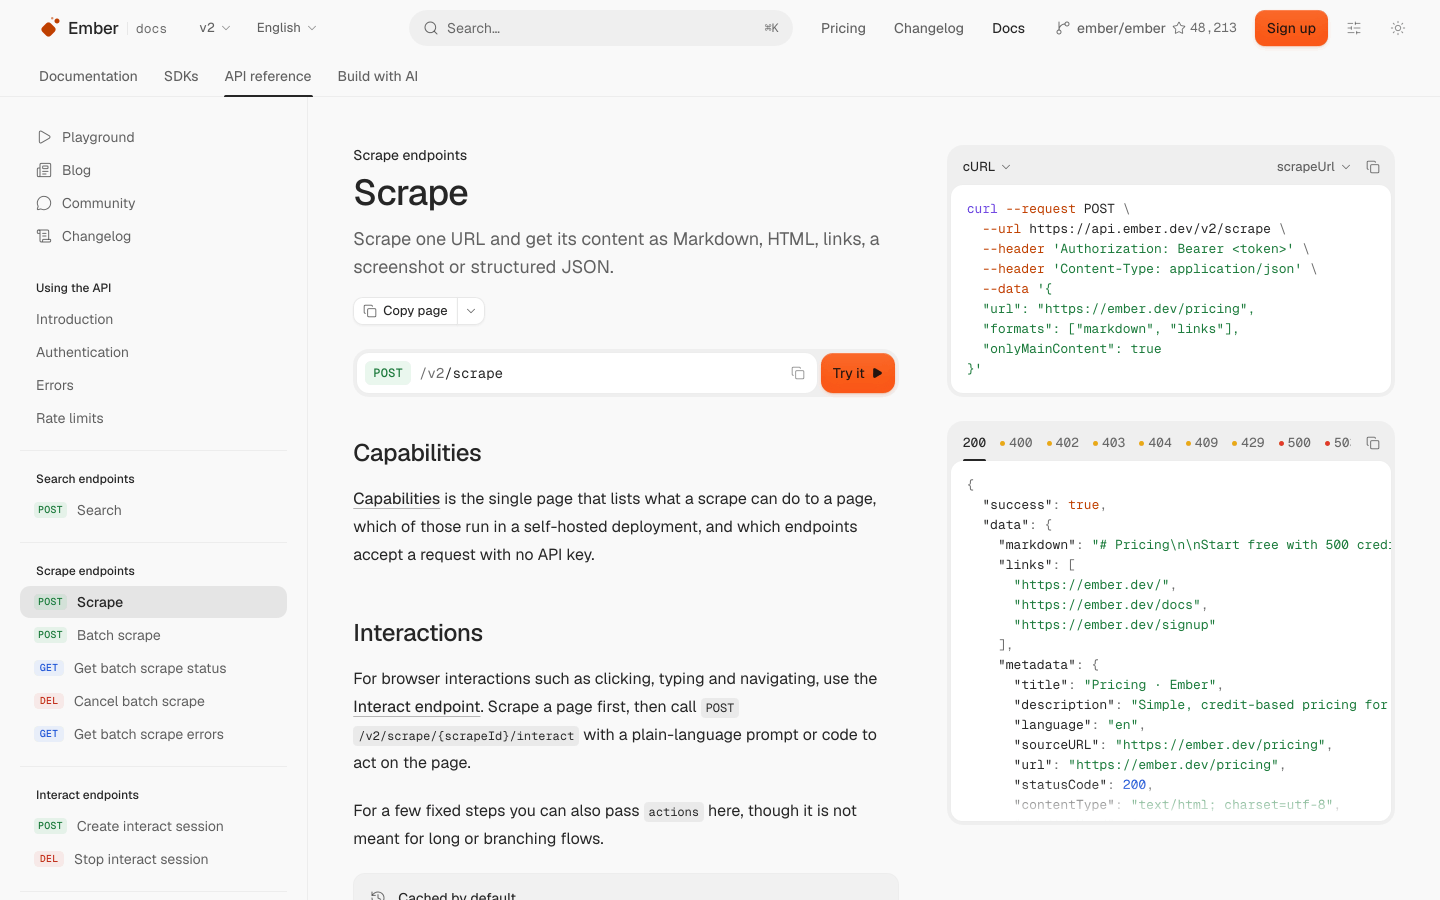 Ember docs v2 English Search... ⌘K Pricing Changelog Docs ember/ember 48,213 Sign up
Documentation SDKs API reference Build with AI
Playground
Blog
Community
Changelog
Using the API
Introduction
Authentication
Errors
Rate limits
Search endpoints
POST Search
Scrape endpoints
POST Scrape
POST Batch scrape
GET Get batch scrape status
DEL Cancel batch scrape
GET Get batch scrape errors
Interact endpoints
POST Create interact session
DEL Stop interact session
Scrape endpoints
Scrape
Scrape one URL and get its content as Markdown, HTML, links, a
screenshot or structured JSON.
Copy page
POST /v2/scrape Try it
Capabilities
Capabilities is the single page that lists what a scrape can do to a page,
which of those run in a self-hosted deployment, and which endpoints
accept a request with no API key.
Interactions
For browser interactions such as clicking, typing and navigating, use the
Interact endpoint. Scrape a page first, then call POST
/v2/scrape/{scrapeId}/interact with a plain-language prompt or code to
act on the page.
For a few fixed steps you can also pass actions here, though it is not
meant for long or branching flows.
Cached by default
cURL scrapeUrl
curl --request POST \
--url https://api.ember.dev/v2/scrape \
--header 'Authorization: Bearer <token>' \
--header 'Content-Type: application/json' \
--data '{
"url": "https://ember.dev/pricing",
"formats": ["markdown", "links"],
"onlyMainContent": true
}'
200 400 402 403 404 409 429 500 50
{
"success": true,
"data": {
"markdown": "# Pricing\n\nStart free with 500 credi
"links": [
"https://ember.dev/",
"https://ember.dev/docs",
"https://ember.dev/signup"
],
"metadata": {
"title": "Pricing · Ember",
"description": "Simple, credit-based pricing for
"language": "en",
"sourceURL": "https://ember.dev/pricing",
"url": "https://ember.dev/pricing",
"statusCode": 200,
"contentType": "text/html; charset=utf-8",